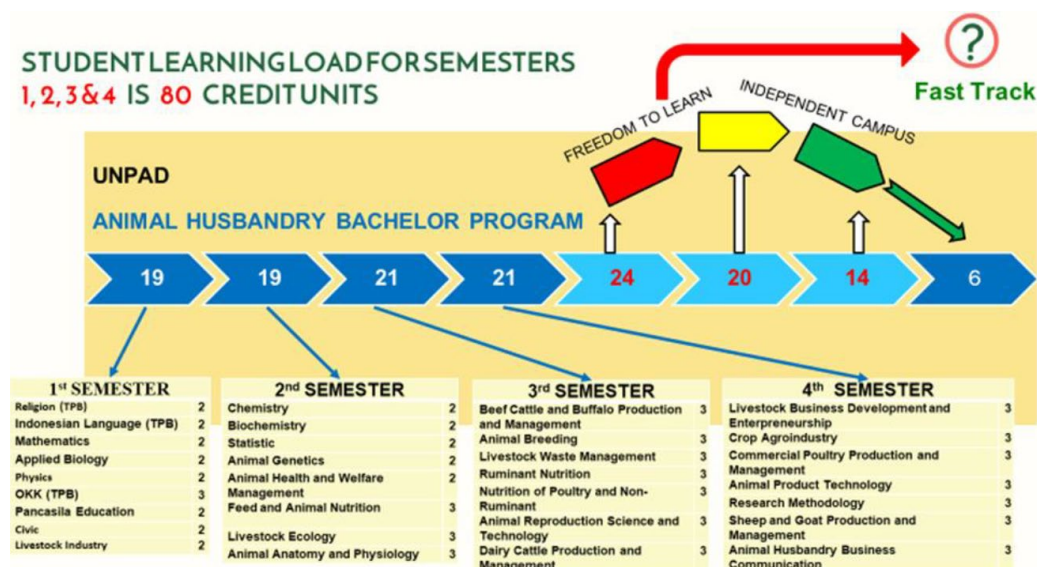 STUDENT LEARNING LOAD FOR SEMESTERS
1, 2, 3 & 4 IS 80 CREDIT UNITS
?
Fast Track
FREEDOM TO LEARN
INDEPENDENT CAMPUS
UNPAD
ANIMAL HUSBANDRY BACHELOR PROGRAM
19 19 21 21 24 20 14 6
1st SEMESTER
Religion (TPB) 2
Indonesian Language (TPB) 2
Mathematics 2
Applied Biology 2
Physics 2
OKK (TPB) 3
Pancasila Education 2
Civic 2
Livestock Industry 2
2nd SEMESTER
Chemistry 2
Biochemistry 2
Statistic 2
Animal Genetics 2
Animal Health and Welfare 2
Management
Feed and Animal Nutrition 3
Livestock Ecology 3
Animal Anatomy and Physiology 3
3rd SEMESTER
Beef Cattle and Buffalo Production 3
and Management
Animal Breeding 3
Livestock Waste Management 3
Ruminant Nutrition 3
Nutrition of Poultry and Non- 3
Ruminant
Animal Reproduction Science and 3
Technology
Dairy Cattle Production and 3
Management
4th SEMESTER
Livestock Business Development and 3
Enterpreneurship
Crop Agroindustry 3
Commercial Poultry Production and 3
Management
Animal Product Technology 3
Research Methodology 3
Sheep and Goat Production and 3
Management
Animal Husbandry Business 3
Communication